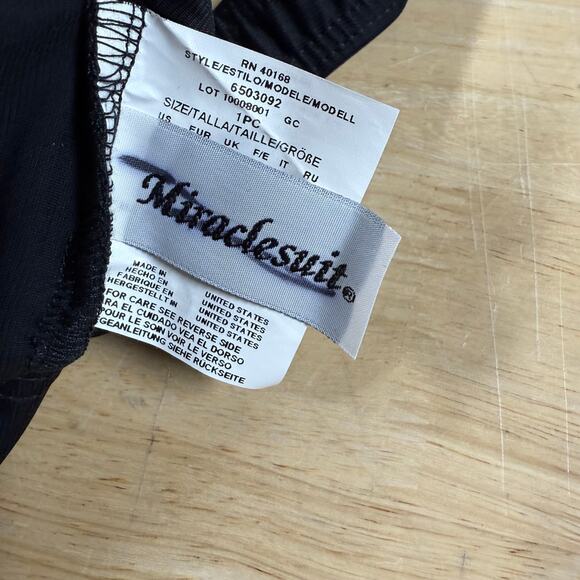 RN 40168
STYLE/ESTILO/MODELE/MODELL
6503092
LOT 10008001 GC
1PC
SIZE/TALLA/TAILLE/GRÖßE
US EUR UK F/E IT RU
Miraclesuit®
MADE IN
HECHO EN
FABRIQUE EN
HERGESTELLT IN
UNITED STATES
UNITED STATES
UNITED STATES
UNITED STATES
FOR CARE SEE REVERSE SIDE
PARA EL CUIDADO VEA EL DORSO
POUR LE SOIN VOIR LE VERSO
GEANLEITUNG SIEHE RÜCKSEITE